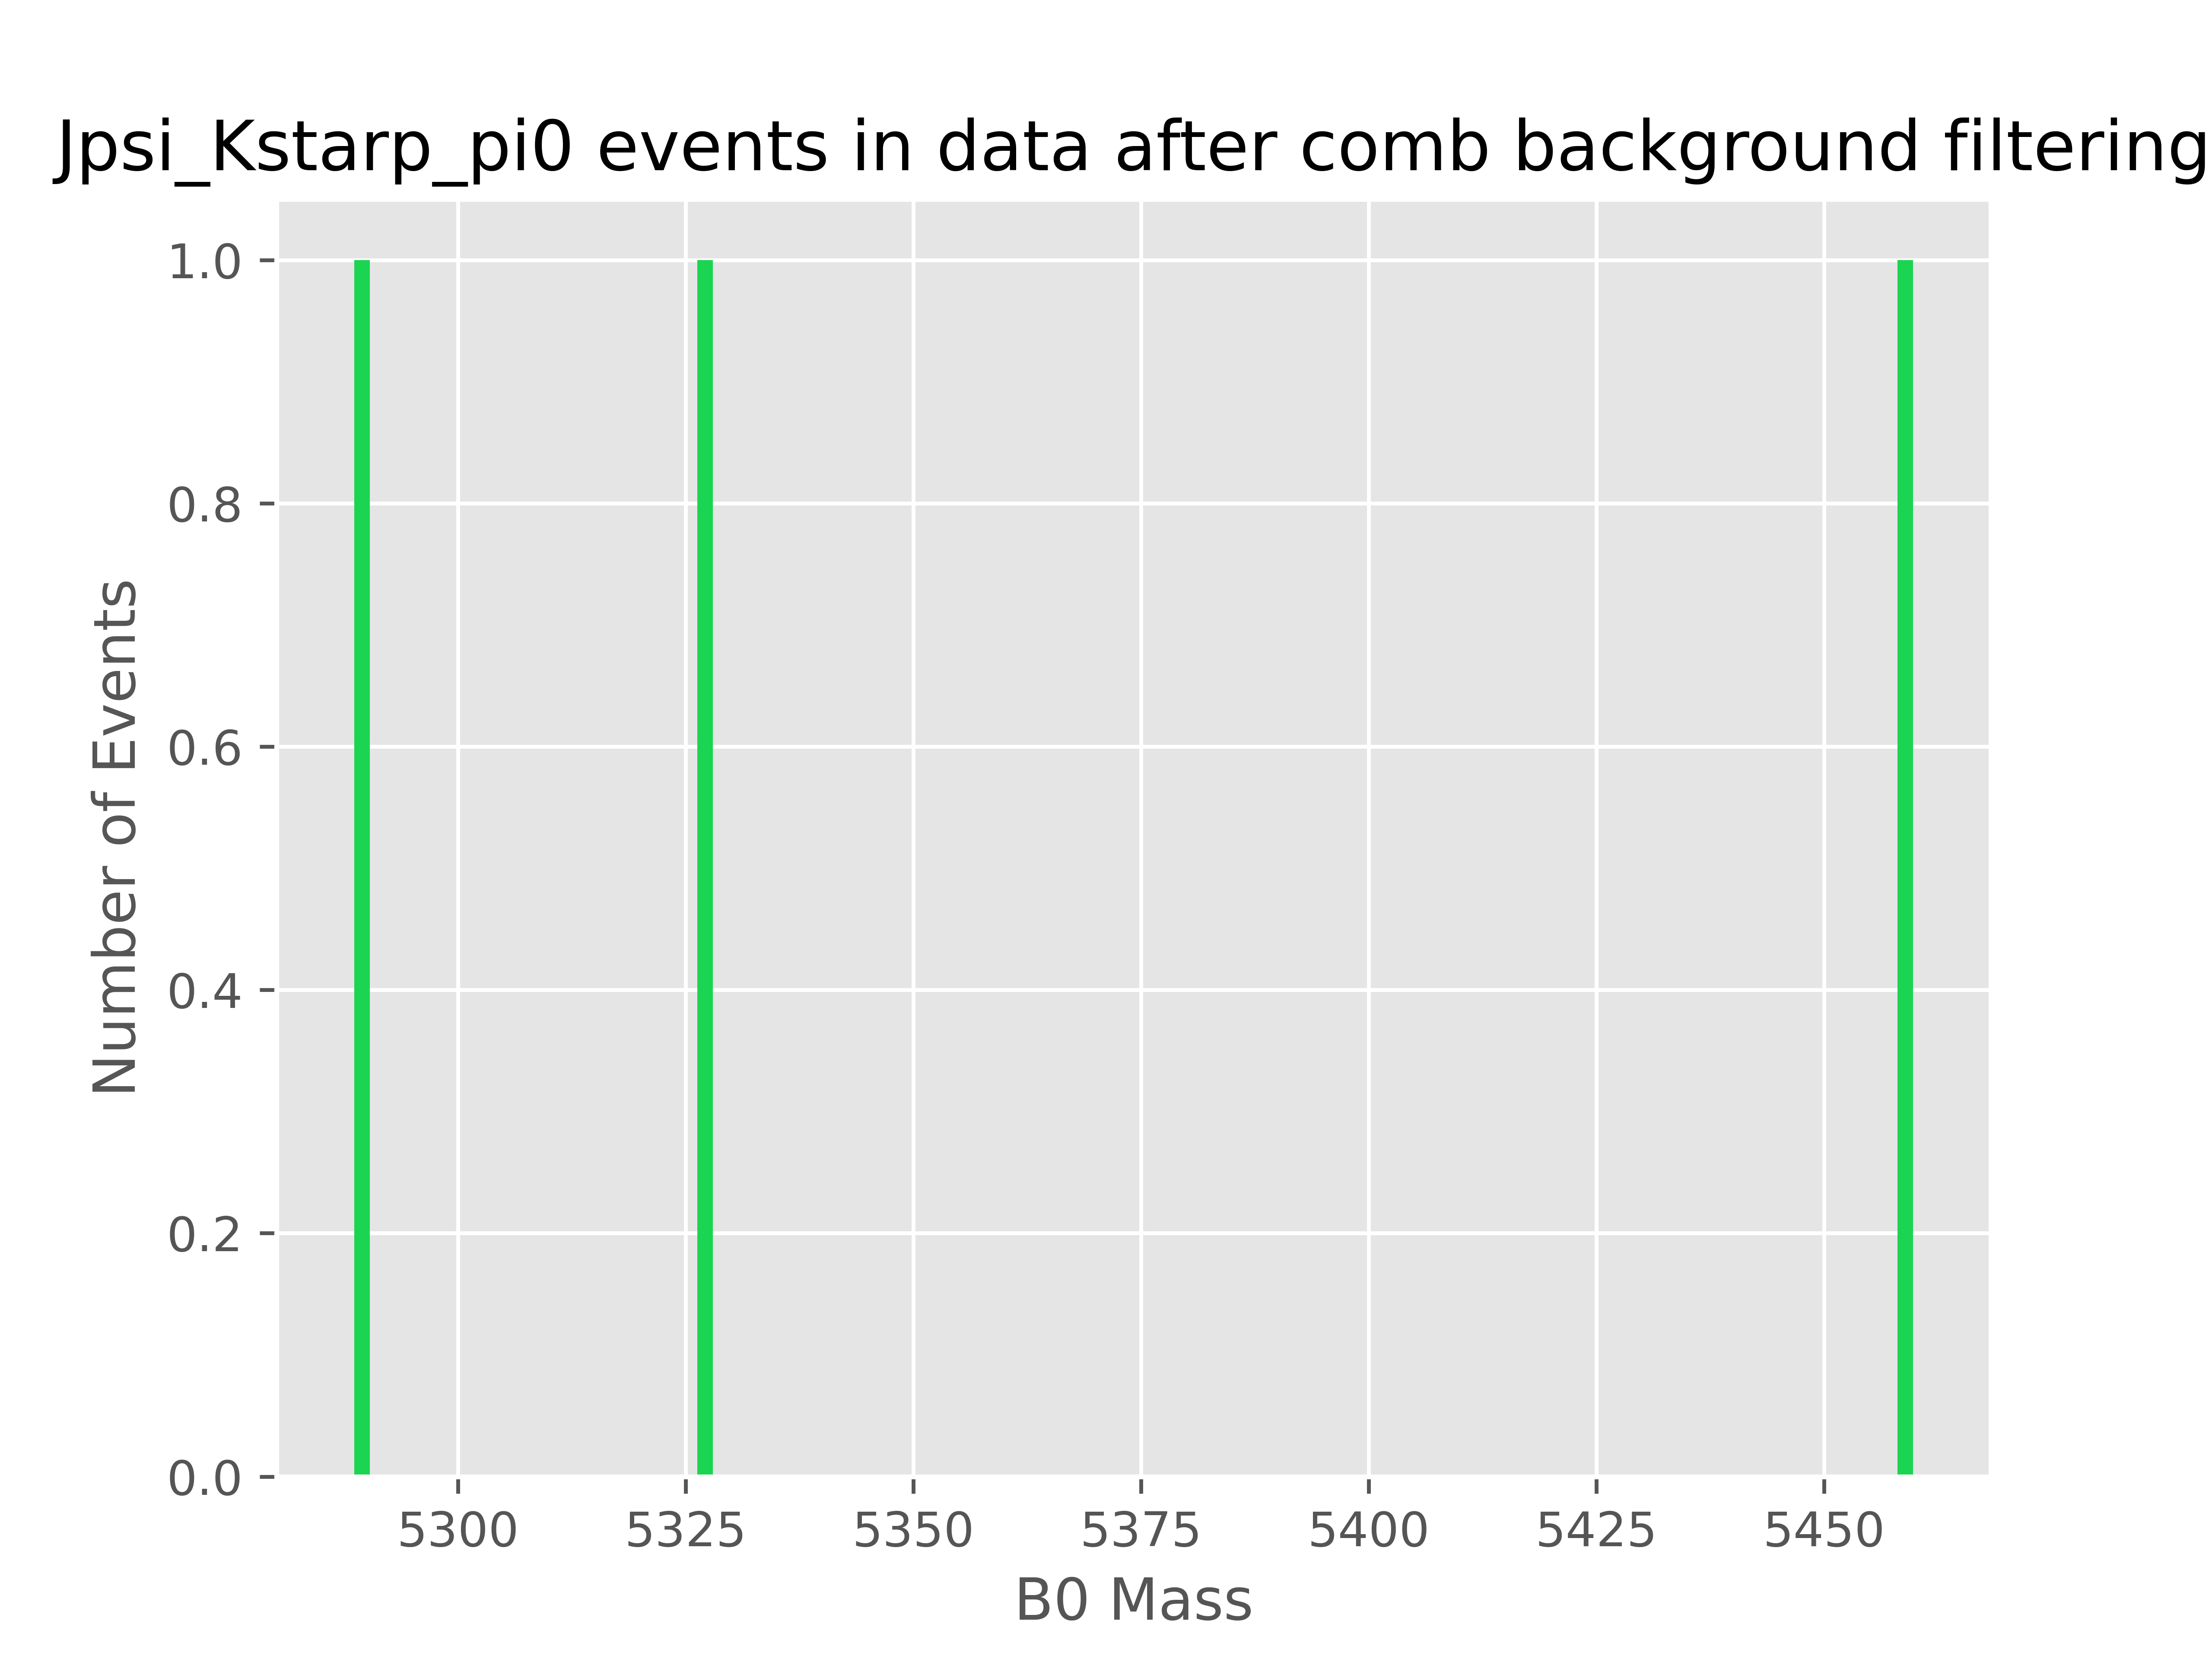 Jpsi_Kstarp_pi0 events in data after comb background filtering
1.0
0.8
0.6
0.4
0.2
0.0
Number of Events
5300 5325 5350 5375 5400 5425 5450
B0 Mass